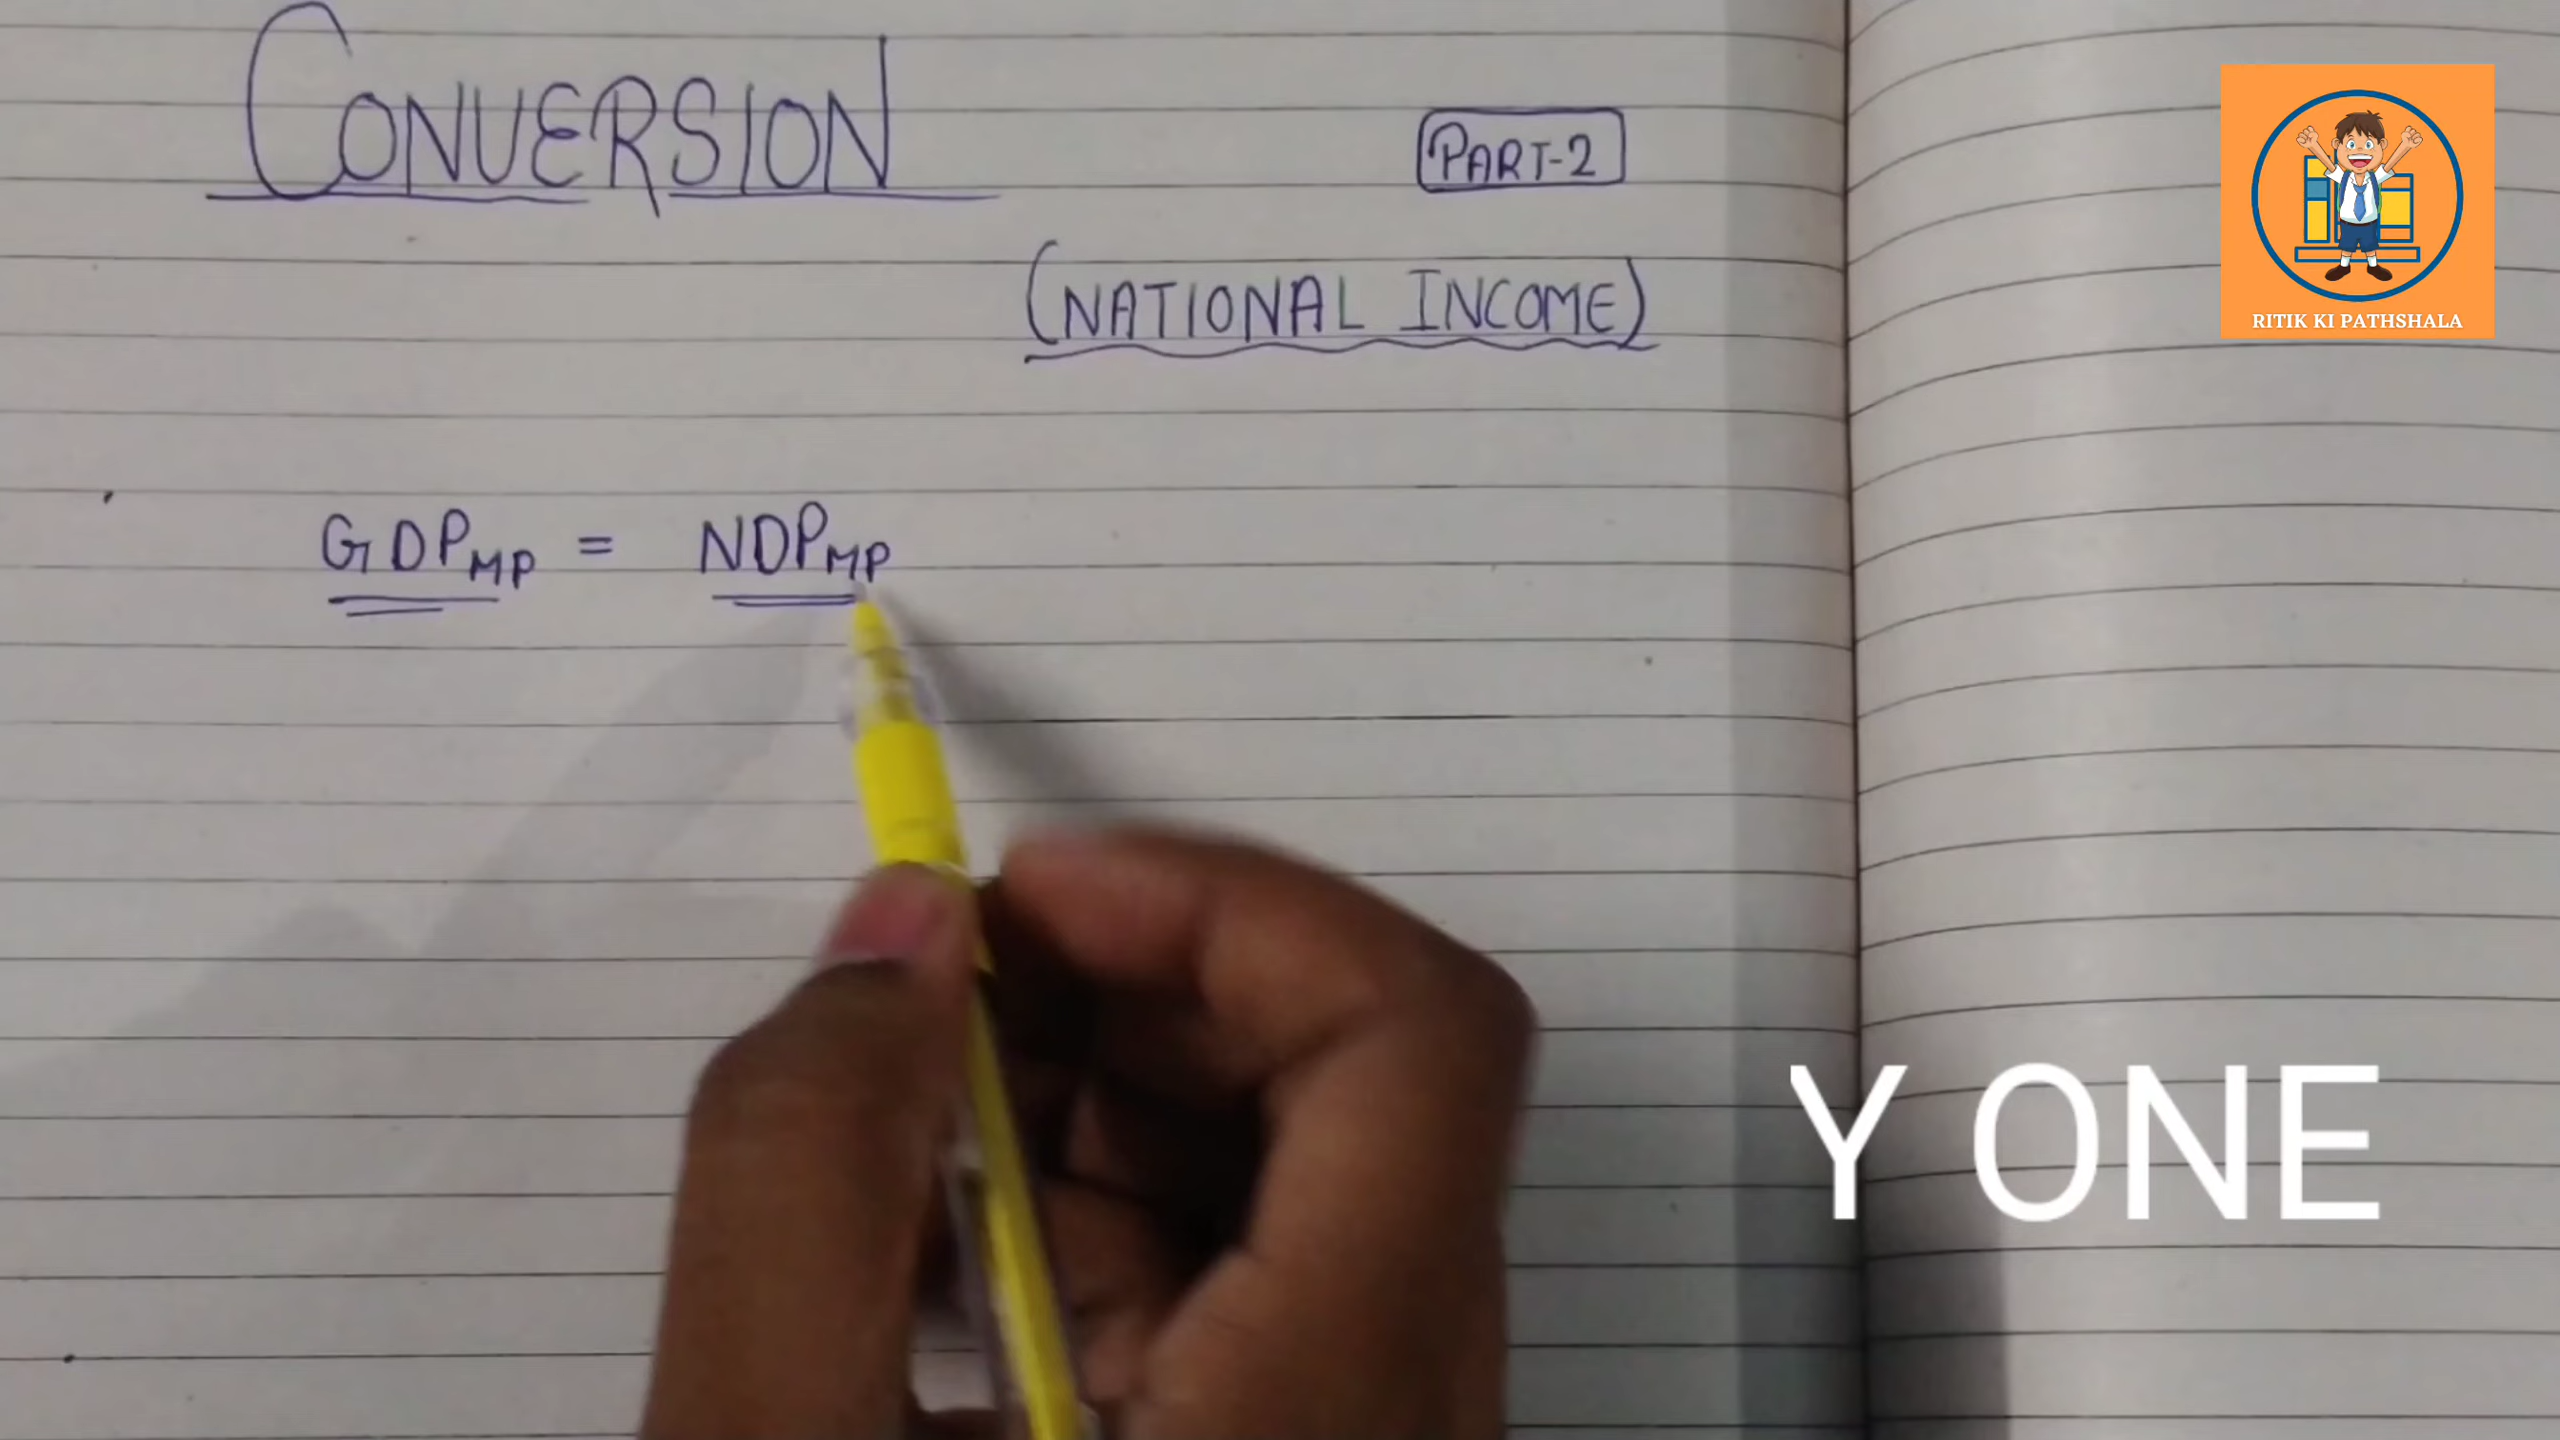 CONVERSION
PART-2
(NATIONAL INCOME)
RITIK KI PATHSHALA
GDPMP = NDPMP
Y ONE